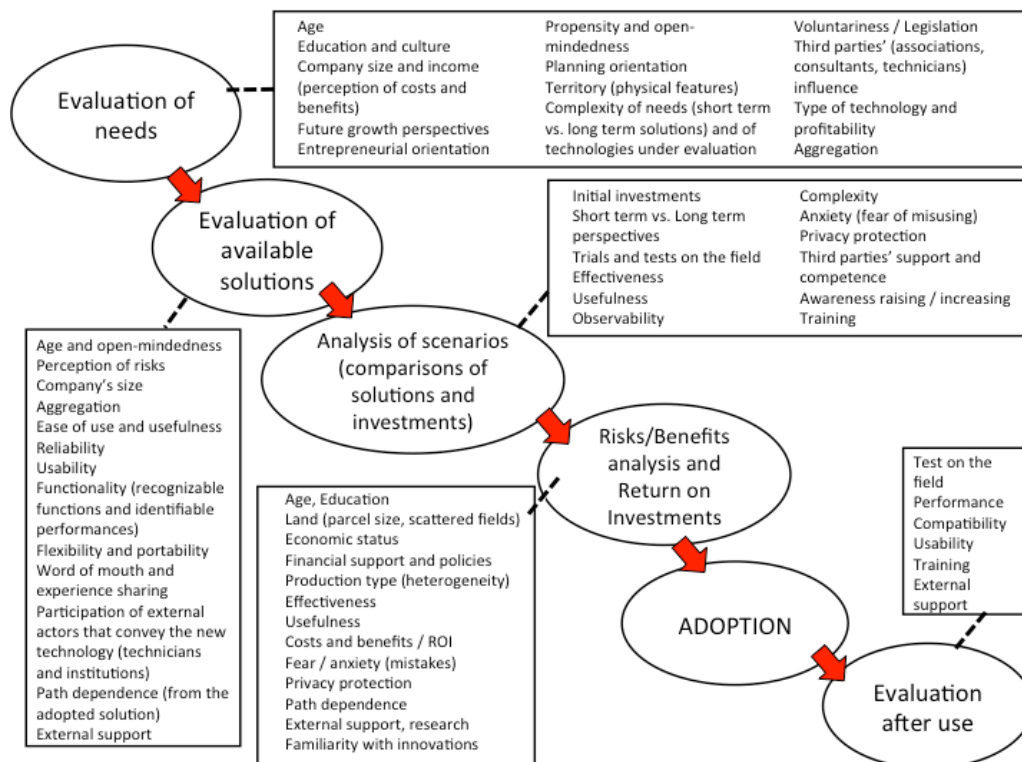 Evaluation of
needs
Age
Education and culture
Company size and income
(perception of costs and
benefits)
Future growth perspectives
Entrepreneurial orientation
Propensity and open-
mindedness
Planning orientation
Territory (physical features)
Complexity of needs (short term
vs. long term solutions) and of
technologies under evaluation
Voluntariness / Legislation
Third parties’ (associations,
consultants, technicians)
influence
Type of technology and
profitability
Aggregation
Evaluation of
available
solutions
Initial investments
Short term vs. Long term
perspectives
Trials and tests on the field
Effectiveness
Usefulness
Observability
Complexity
Anxiety (fear of misusing)
Privacy protection
Third parties’ support and
competence
Awareness raising / increasing
Training
Age and open-mindedness
Perception of risks
Company’s size
Aggregation
Ease of use and usefulness
Reliability
Usability
Functionality (recognizable
functions and identifiable
performances)
Flexibility and portability
Word of mouth and
experience sharing
Participation of external
actors that convey the new
technology (technicians
and institutions)
Path dependence (from the
adopted solution)
External support
Analysis of scenarios
(comparisons of
solutions and
investments)
Risks/Benefits
analysis and
Return on
Investments
Age, Education
Land (parcel size, scattered fields)
Economic status
Financial support and policies
Production type (heterogeneity)
Effectiveness
Usefulness
Costs and benefits / ROI
Fear / anxiety (mistakes)
Privacy protection
Path dependence
External support, research
Familiarity with innovations
ADOPTION
Test on the
field
Performance
Compatibility
Usability
Training
External
support
Evaluation
after use